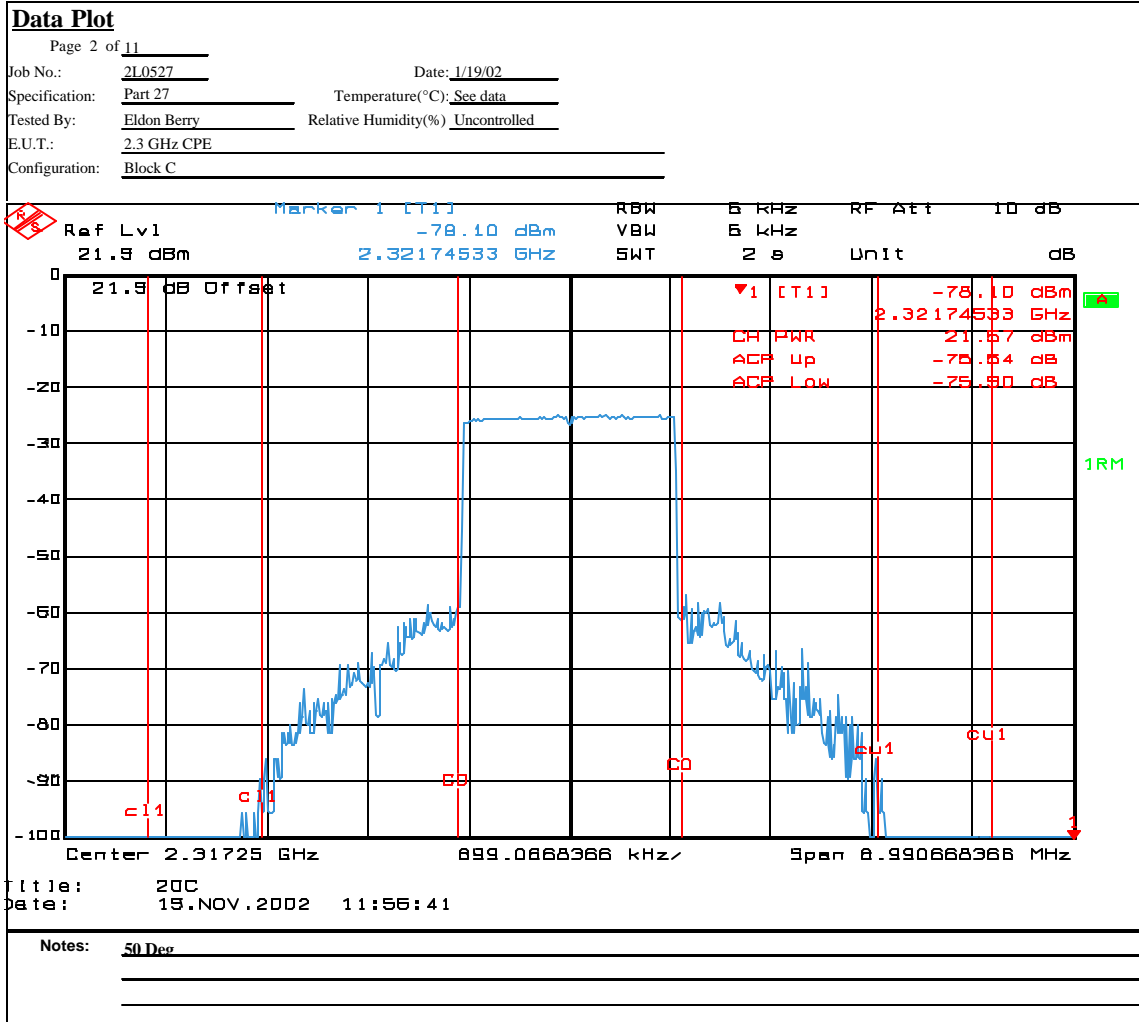 Data Plot
Page 2 of 11
Job No.: 2L0527 Date: 1/19/02
Specification: Part 27 Temperature(°C): See data
Tested By: Eldon Berry Relative Humidity(%) Uncontrolled
E.U.T.: 2.3 GHz CPE
Configuration: Block C
R&S
Marker 1 [T1] RBW 5 kHz RF Att 10 dB
Ref Lvl -78.10 dBm VBW 5 kHz
21.9 dBm 2.32174533 GHz SWT 2 s Unit dB
0
21.9 dB Offset
▼1 [T1] -78.10 dBm
A
2.32174533 GHz
-10
CH PWR 21.57 dBm
ACP Up -75.54 dB
ACP Low -75.90 dB
-20
-30
1RM
-40
-50
-60
-70
-80
cu1
cu1
C0
C0
-90
cl1
cl1
1
-100
Center 2.31725 GHz 899.0668366 kHz/ Span 8.990668366 MHz
Title: 20C
Date: 15.NOV.2002 11:56:41
Notes: 50 Deg